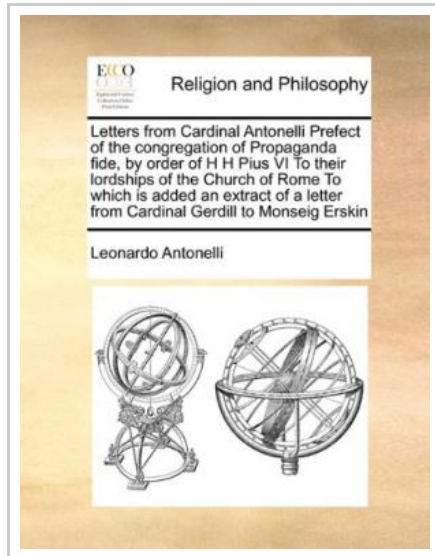 ECCO
Religion and Philosophy
Letters from Cardinal Antonelli Prefect
of the congregation of Propaganda
fide, by order of H H Pius VI To their
lordships of the Church of Rome To
which is added an extract of a letter
from Cardinal Gerdill to Monseig Erskin
Leonardo Antonelli